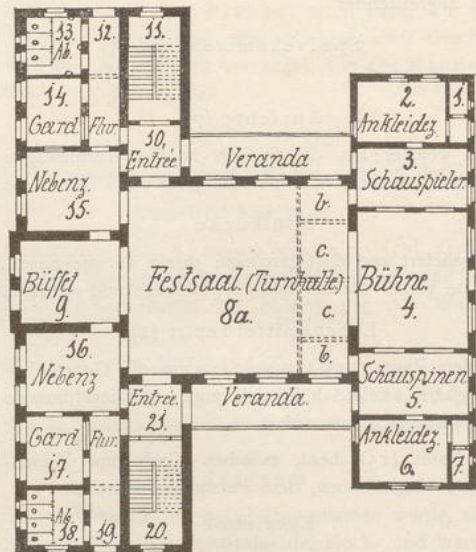 13.
Ab.
12.
11.
14.
Gard
Flur.
10.
Entrée
Veranda
2.
Ankleidez.
1.
3.
Schauspieler.
Nebenz.
15.
Büffet
9.
Festsaal. (Turnhalle)
8a.
b.
c.
c.
b.
Bühne.
4.
16.
Nebenz
Entrée.
21.
Veranda.
Schauspinen
5.
Gard
17.
Flur.
Ankleidez.
6.
7.
Ab.
18.
19.
20.